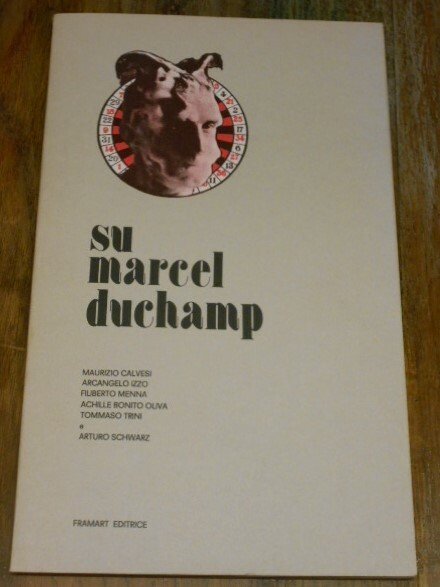 su
marcel
duchamp
MAURIZIO CALVESI
ARCANGELO IZZO
FILIBERTO MENNA
ACHILLE BONITO OLIVA
TOMMASO TRINI
e
ARTURO SCHWARZ
FRAMART EDITRICE